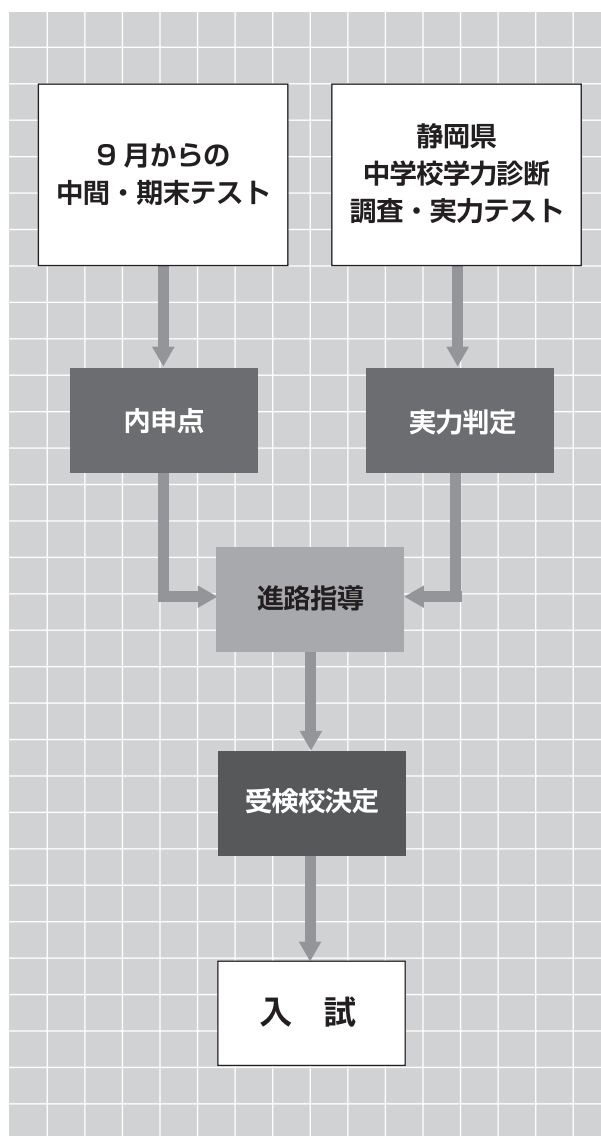 9月からの
中間・期末テスト
静岡県
中学校学力診断
調査・実力テスト
内申点
実力判定
進路指導
受検校決定
入　試